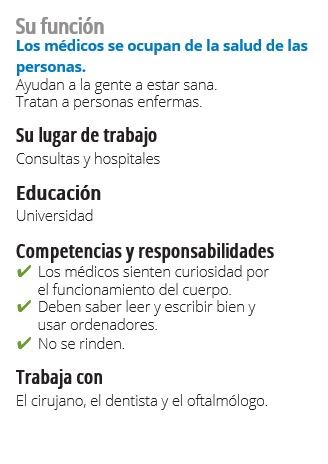 Su función
Los médicos se ocupan de la salud de las
personas.
Ayudan a la gente a estar sana.
Tratan a personas enfermas.
Su lugar de trabajo
Consultas y hospitales
Educación
Universidad
Competencias y responsabilidades
✔ Los médicos sienten curiosidad por
el funcionamiento del cuerpo.
✔ Deben saber leer y escribir bien y
usar ordenadores.
✔ No se rinden.
Trabaja con
El cirujano, el dentista y el oftalmólogo.